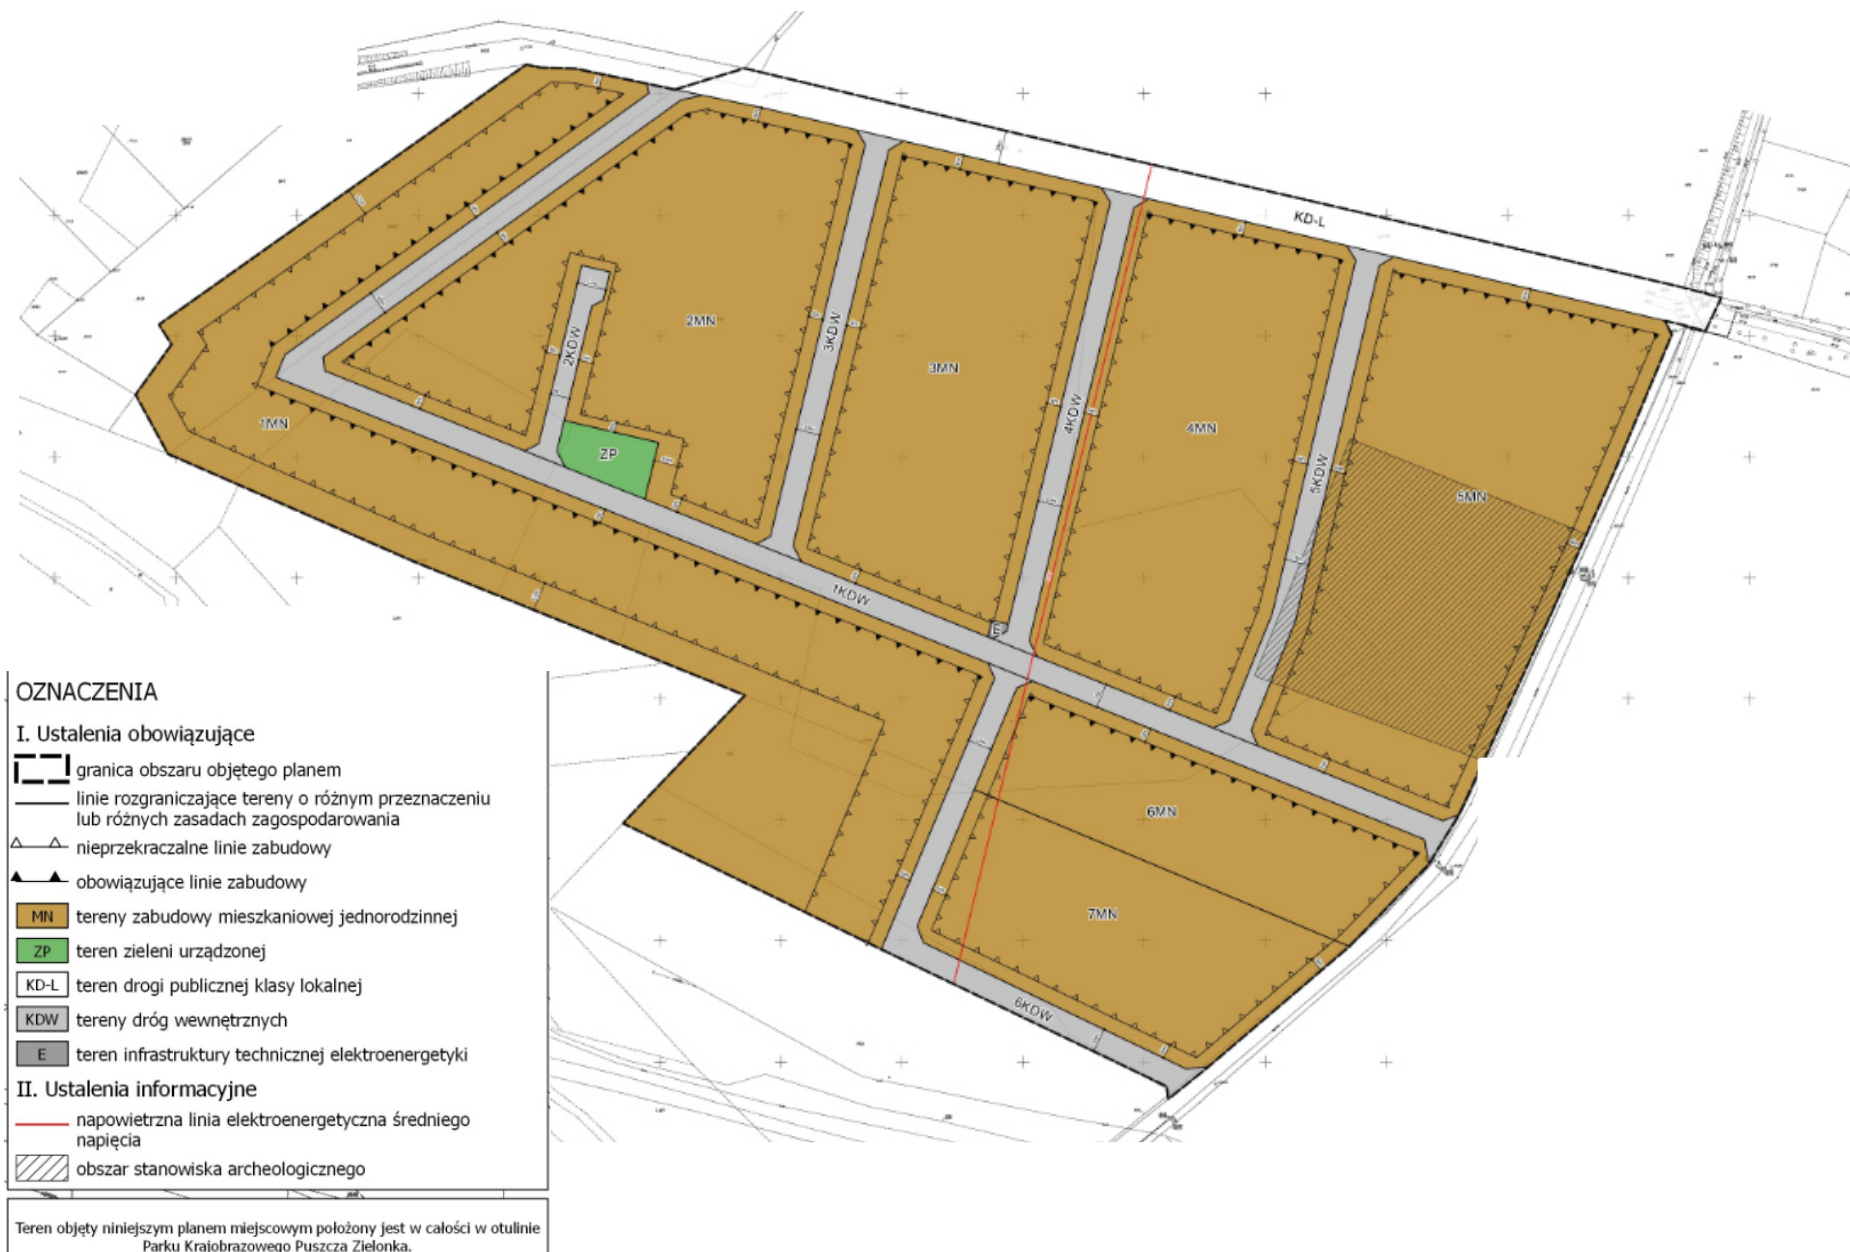 KD-L
2MN
3KDW
2KDW
3MN
4KDW
4MN
1MN
ZP
5KDW
5MN
1KDW
E
6MN
7MN
6KDW
OZNACZENIA
I. Ustalenia obowiązujące
granica obszaru objętego planem
linie rozgraniczające tereny o różnym przeznaczeniu
lub różnych zasadach zagospodarowania
nieprzekraczalne linie zabudowy
obowiązujące linie zabudowy
MN tereny zabudowy mieszkaniowej jednorodzinnej
ZP teren zieleni urządzonej
KD-L teren drogi publicznej klasy lokalnej
KDW tereny dróg wewnętrznych
E teren infrastruktury technicznej elektroenergetyki
II. Ustalenia informacyjne
napowietrzna linia elektroenergetyczna średniego
napięcia
obszar stanowiska archeologicznego
Teren objęty niniejszym planem miejscowym położony jest w całości w otulinie
Parku Krajobrazowego Puszcza Zielonka.